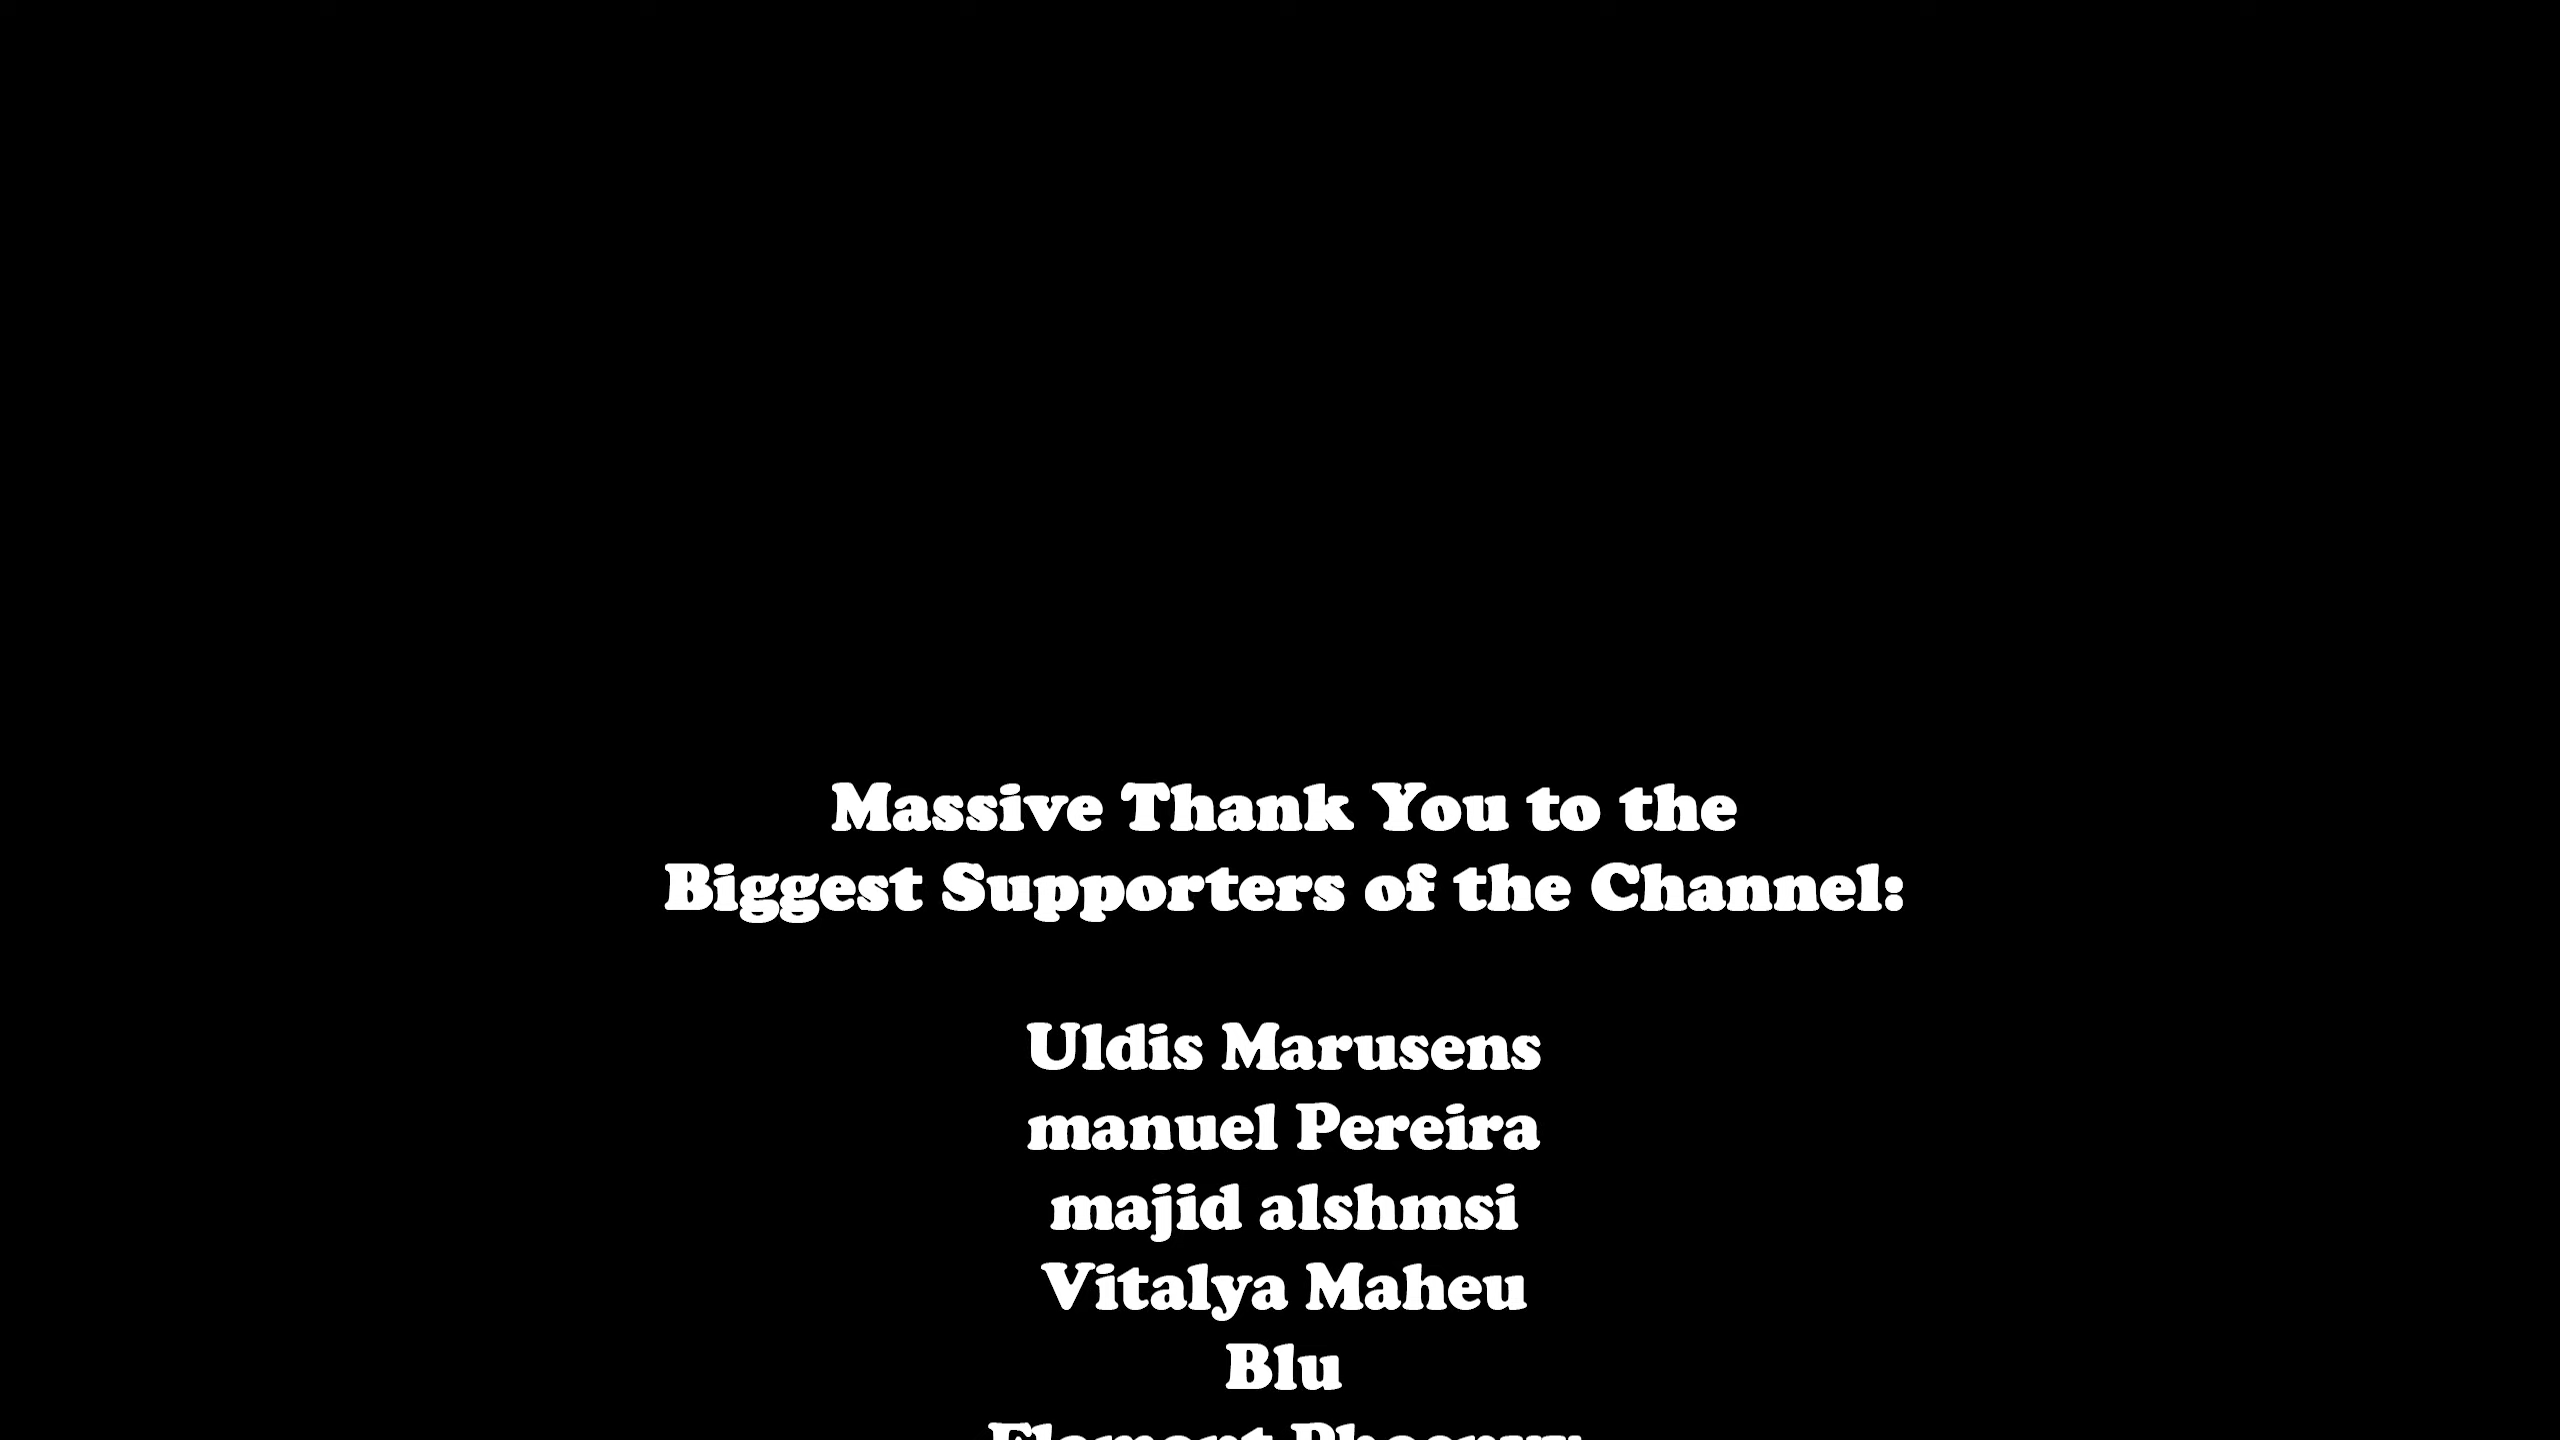 Massive Thank You to the
Biggest Supporters of the Channel:
Uldis Marusens
manuel Pereira
majid alshmsi
Vitalya Maheu
Blu